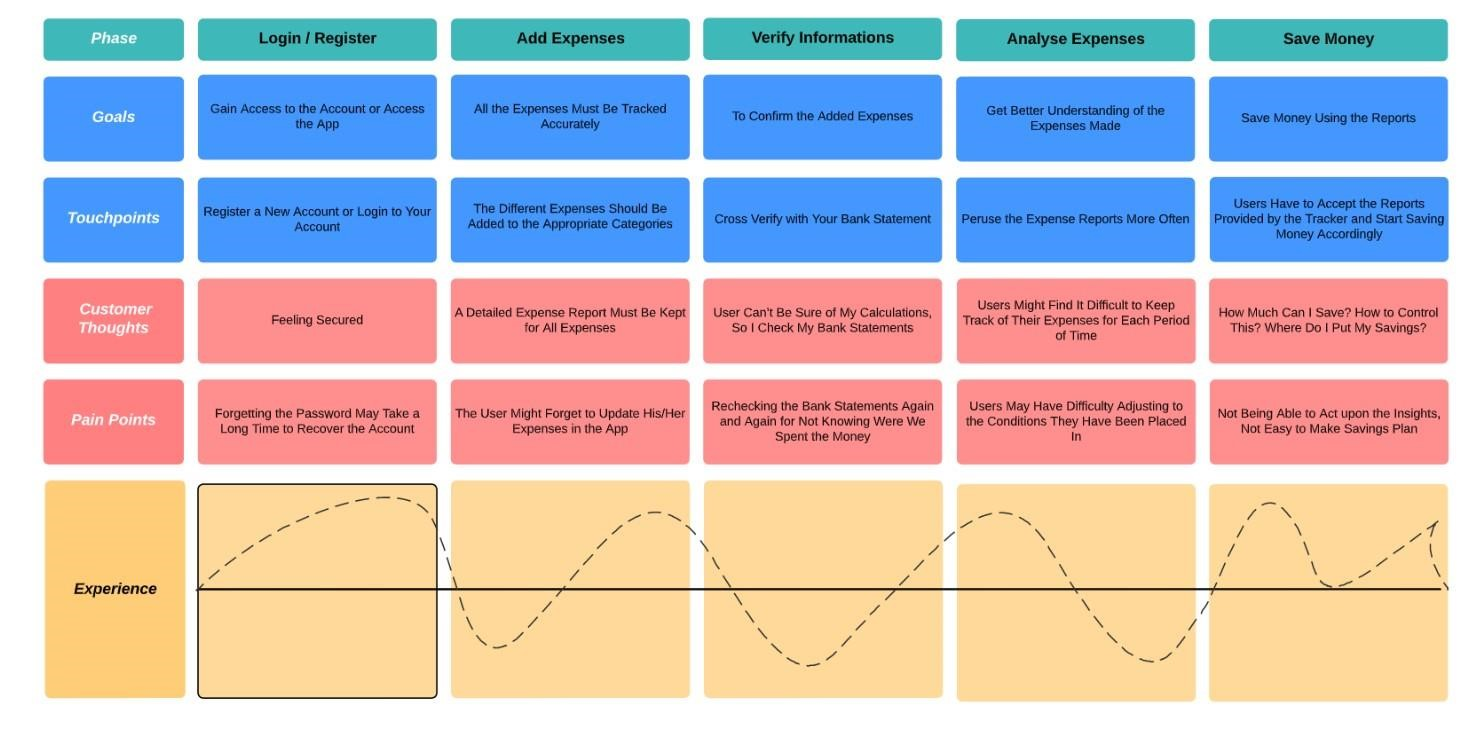 Phase
Login / Register
Add Expenses
Verify Informations
Analyse Expenses
Save Money
Goals
Gain Access to the Account or Access
the App
All the Expenses Must Be Tracked
Accurately
To Confirm the Added Expenses
Get Better Understanding of the
Expenses Made
Save Money Using the Reports
Touchpoints
Register a New Account or Login to Your
Account
The Different Expenses Should Be
Added to the Appropriate Categories
Cross Verify with Your Bank Statement
Peruse the Expense Reports More Often
Users Have to Accept the Reports
Provided by the Tracker and Start Saving
Money Accordingly
Customer
Thoughts
Feeling Secured
A Detailed Expense Report Must Be Kept
for All Expenses
User Can't Be Sure of My Calculations,
So I Check My Bank Statements
Users Might Find It Difficult to Keep
Track of Their Expenses for Each Period
of Time
How Much Can I Save? How to Control
This? Where Do I Put My Savings?
Pain Points
Forgetting the Password May Take a
Long Time to Recover the Account
The User Might Forget to Update His/Her
Expenses in the App
Rechecking the Bank Statements Again
and Again for Not Knowing Were We
Spent the Money
Users May Have Difficulty Adjusting to
the Conditions They Have Been Placed
In
Not Being Able to Act upon the Insights,
Not Easy to Make Savings Plan
Experience